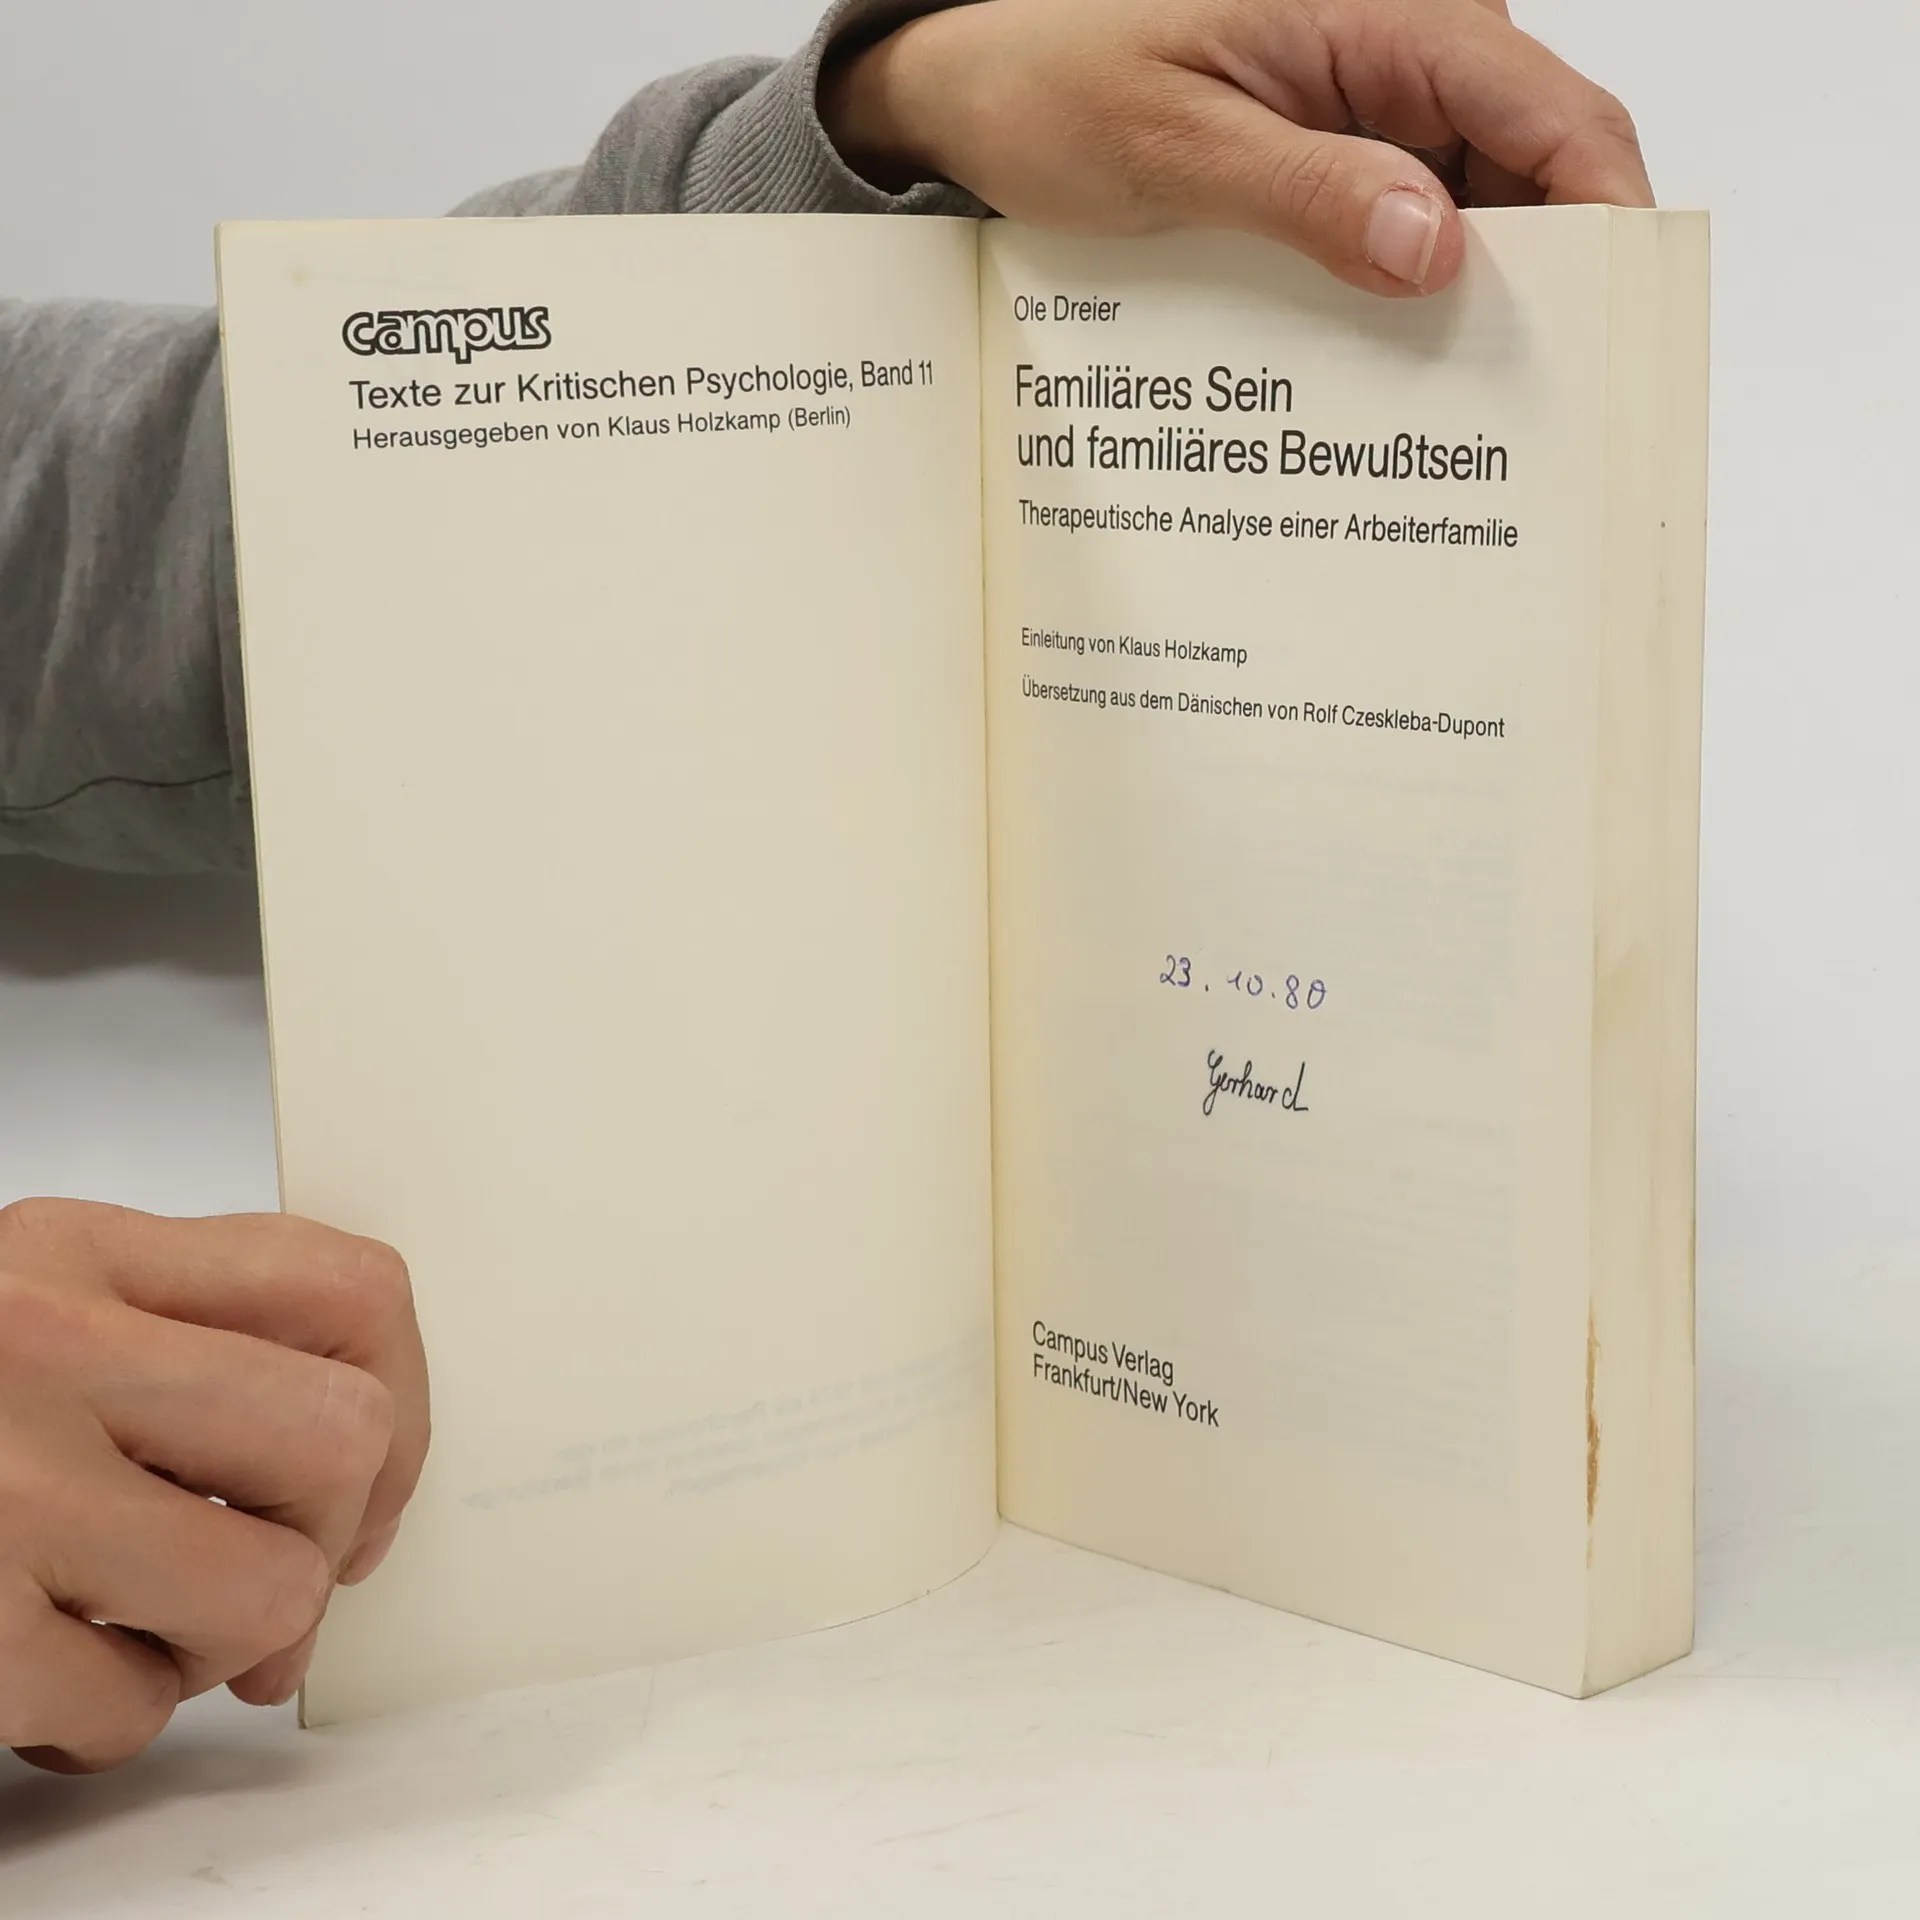 campus
Texte zur Kritischen Psychologie, Band 11
Herausgegeben von Klaus Holzkamp (Berlin)
Ole Dreier
Familiäres Sein
und familiäres Bewußtsein
Therapeutische Analyse einer Arbeiterfamilie
Einleitung von Klaus Holzkamp
Übersetzung aus dem Dänischen von Rolf Czeskleba-Dupont
23.10.80
Gerhard
Campus Verlag
Frankfurt/New York